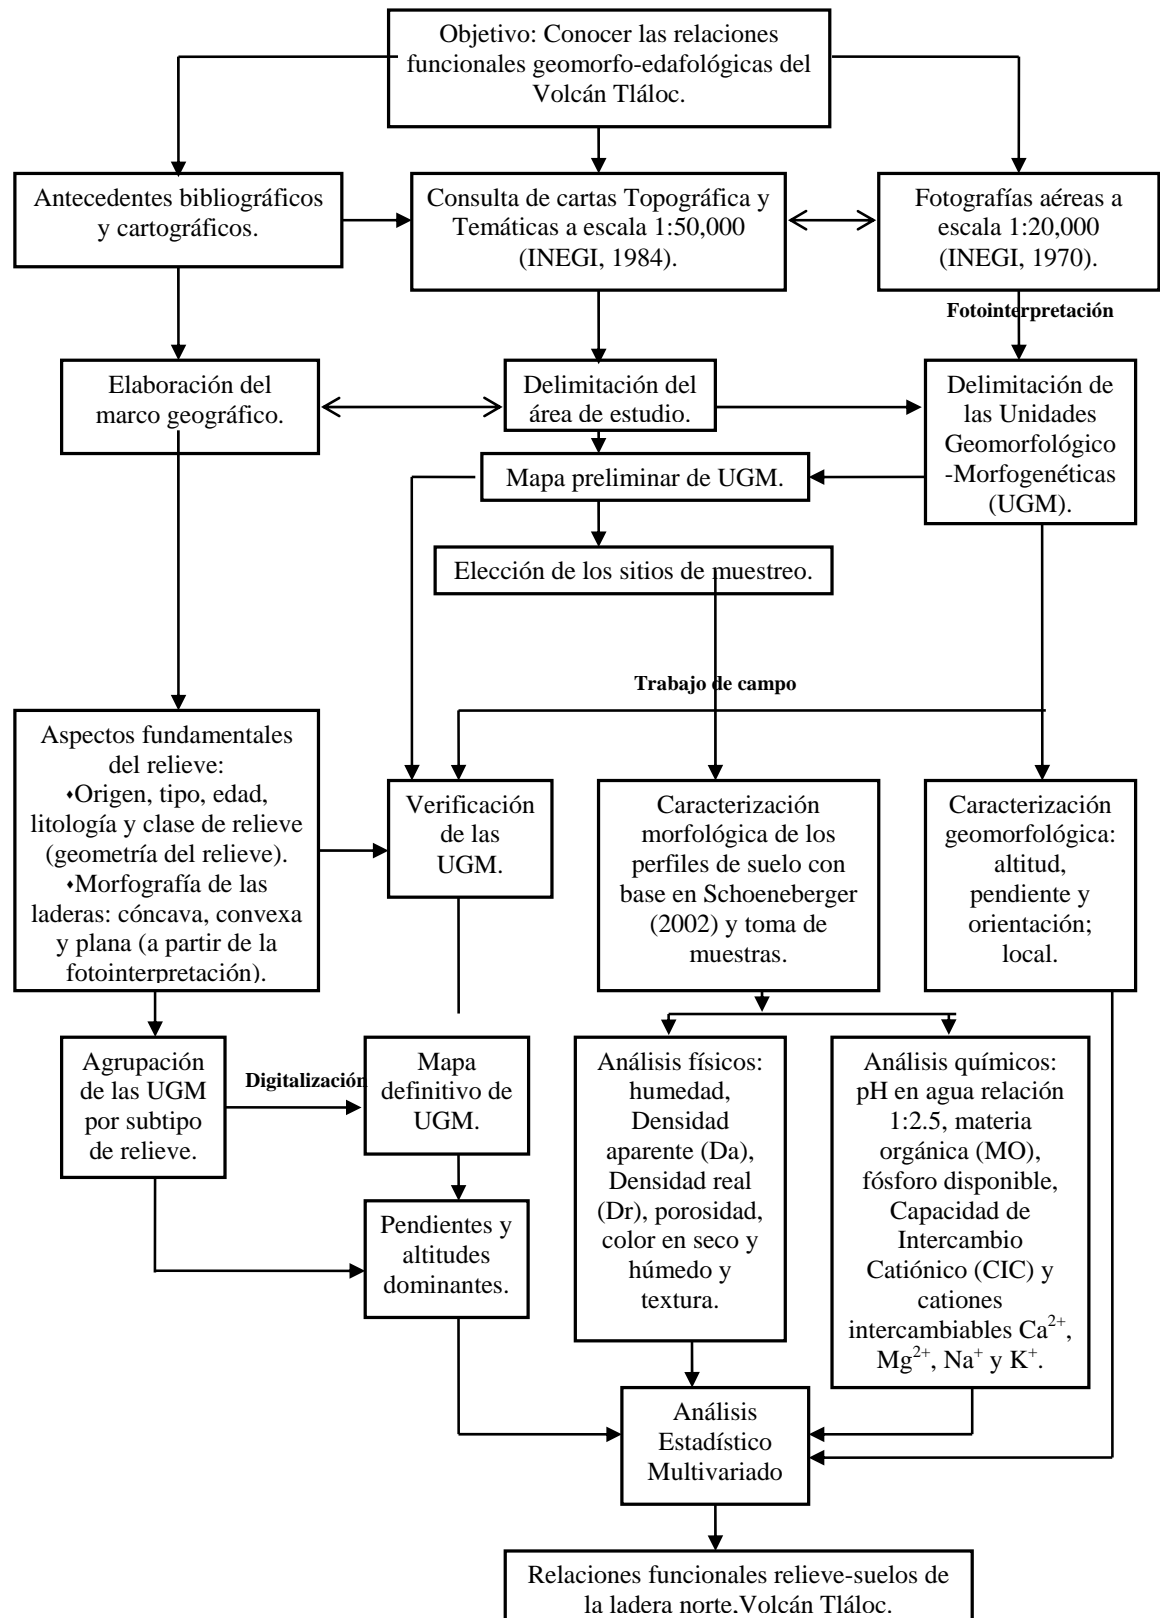 Objetivo: Conocer las relaciones
funcionales geomorfo-edafológicas del
Volcán Tláloc.
Antecedentes bibliográficos
y cartográficos.
Consulta de cartas Topográfica y
Temáticas a escala 1:50,000
(INEGI, 1984).
Fotografías aéreas a
escala 1:20,000
(INEGI, 1970).
Fotointerpretación
Elaboración del
marco geográfico.
Delimitación del
área de estudio.
Delimitación de
las Unidades
Geomorfológico
-Morfogenéticas
(UGM).
Mapa preliminar de UGM.
Elección de los sitios de muestreo.
Trabajo de campo
Aspectos fundamentales
del relieve:
♦Origen, tipo, edad,
litología y clase de relieve
(geometría del relieve).
♦Morfografía de las
laderas: cóncava, convexa
y plana (a partir de la
fotointerpretación).
Verificación
de las
UGM.
Caracterización
morfológica de los
perfiles de suelo con
base en Schoeneberger
(2002) y toma de
muestras.
Caracterización
geomorfológica:
altitud,
pendiente y
orientación;
local.
Agrupación
de las UGM
por subtipo
de relieve.
Digitalización
Mapa
definitivo de
UGM.
Análisis físicos:
humedad,
Densidad
aparente (Da),
Densidad real
(Dr), porosidad,
color en seco y
húmedo y
textura.
Análisis químicos:
pH en agua relación
1:2.5, materia
orgánica (MO),
fósforo disponible,
Capacidad de
Intercambio
Catiónico (CIC) y
cationes
intercambiables Ca²⁺,
Mg²⁺, Na⁺ y K⁺.
Pendientes y
altitudes
dominantes.
Análisis
Estadístico
Multivariado
Relaciones funcionales relieve-suelos de
la ladera norte,Volcán Tláloc.